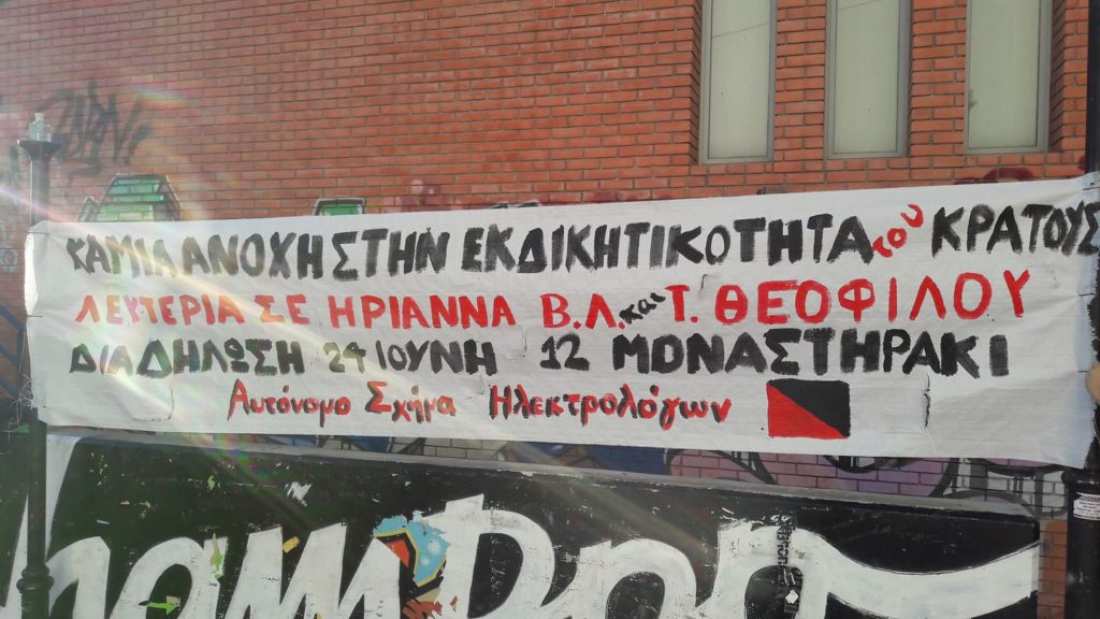 ΚΑΜΙΑ ΑΝΟΧΗ ΣΤΗΝ ΕΚΔΙΚΗΤΙΚΟΤΗΤΑ του ΚΡΑΤΟΥΣ
ΛΕΥΤΕΡΙΑ ΣΕ ΗΡΙΑΝΝΑ Β.Λ. και Τ. ΘΕΟΦΙΛΟΥ
ΔΙΑΔΗΛΩΣΗ 24 ΙΟΥΝΗ 12 ΜΟΝΑΣΤΗΡΑΚΙ
Αυτόνομο Σχήμα Ηλεκτρολόγων